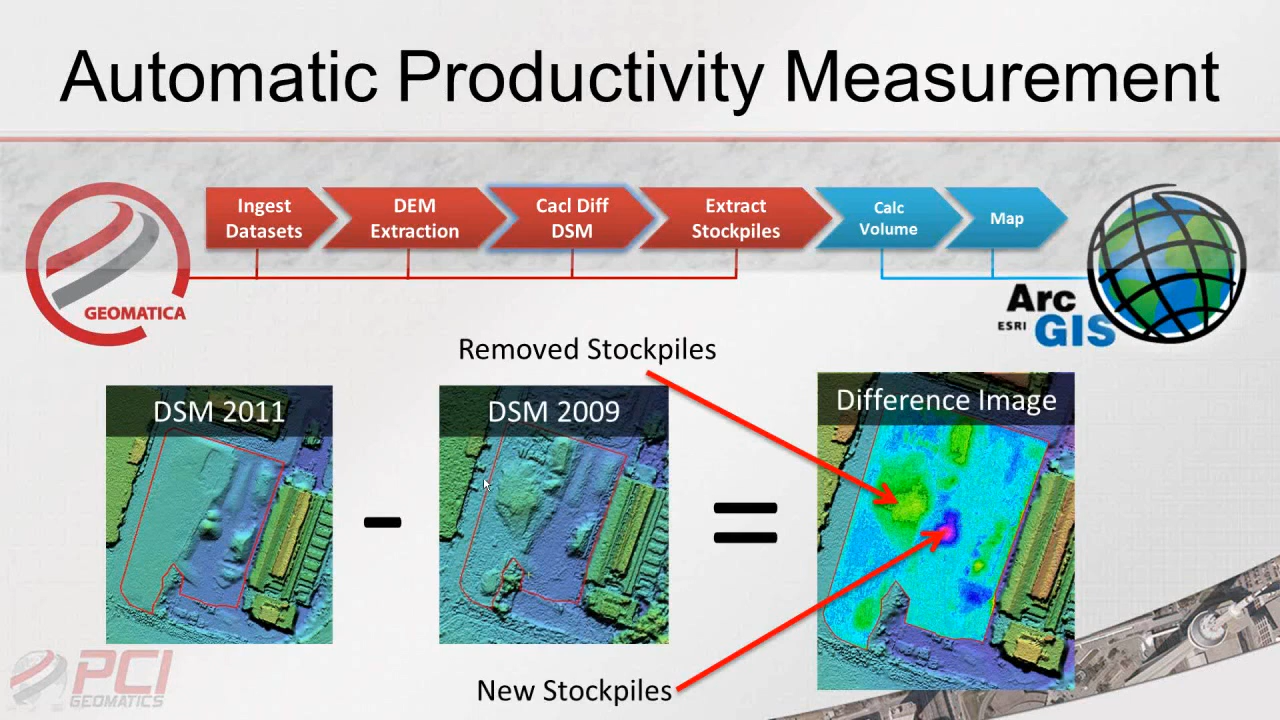 Automatic Productivity Measurement
Ingest
Datasets
DEM
Extraction
Cacl Diff
DSM
Extract
Stockpiles
Calc
Volume
Map
GEOMATICA
Arc
ESRI GIS
Removed Stockpiles
DSM 2011
-
DSM 2009
=
Difference Image
New Stockpiles
PCI
GEOMATICS